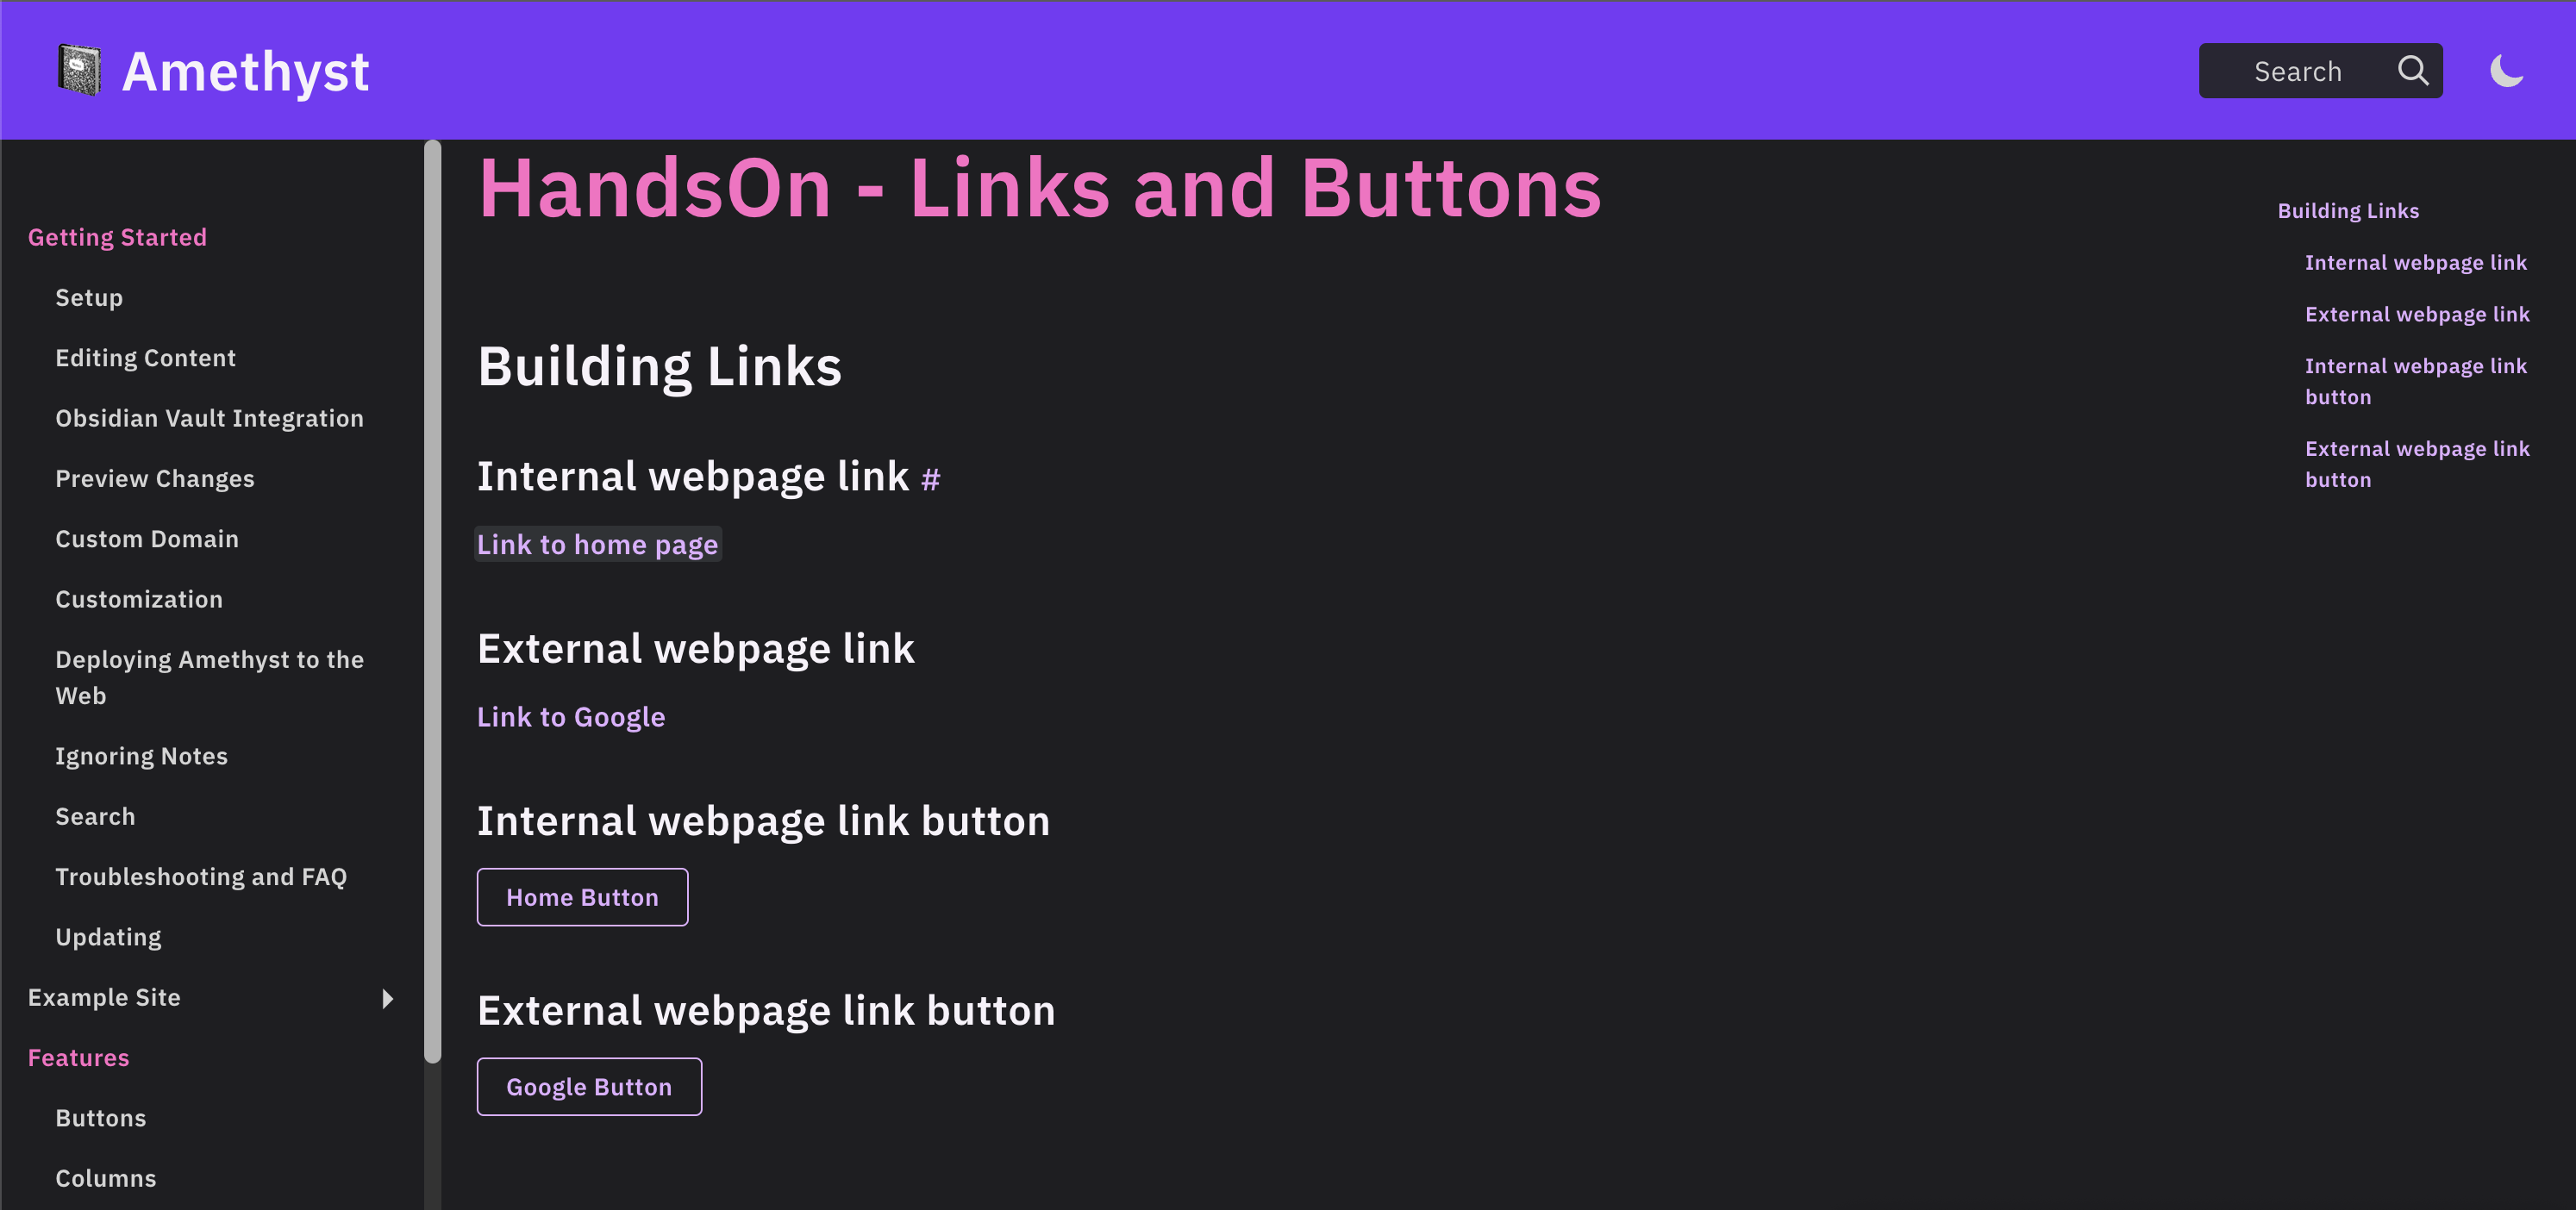 Amethyst
Search
Getting Started
Setup
Editing Content
Obsidian Vault Integration
Preview Changes
Custom Domain
Customization
Deploying Amethyst to the
Web
Ignoring Notes
Search
Troubleshooting and FAQ
Updating
Example Site
Features
Buttons
Columns
HandsOn - Links and Buttons
Building Links
Internal webpage link #
Link to home page
External webpage link
Link to Google
Internal webpage link button
Home Button
External webpage link button
Google Button
Building Links
Internal webpage link
External webpage link
Internal webpage link
button
External webpage link
button